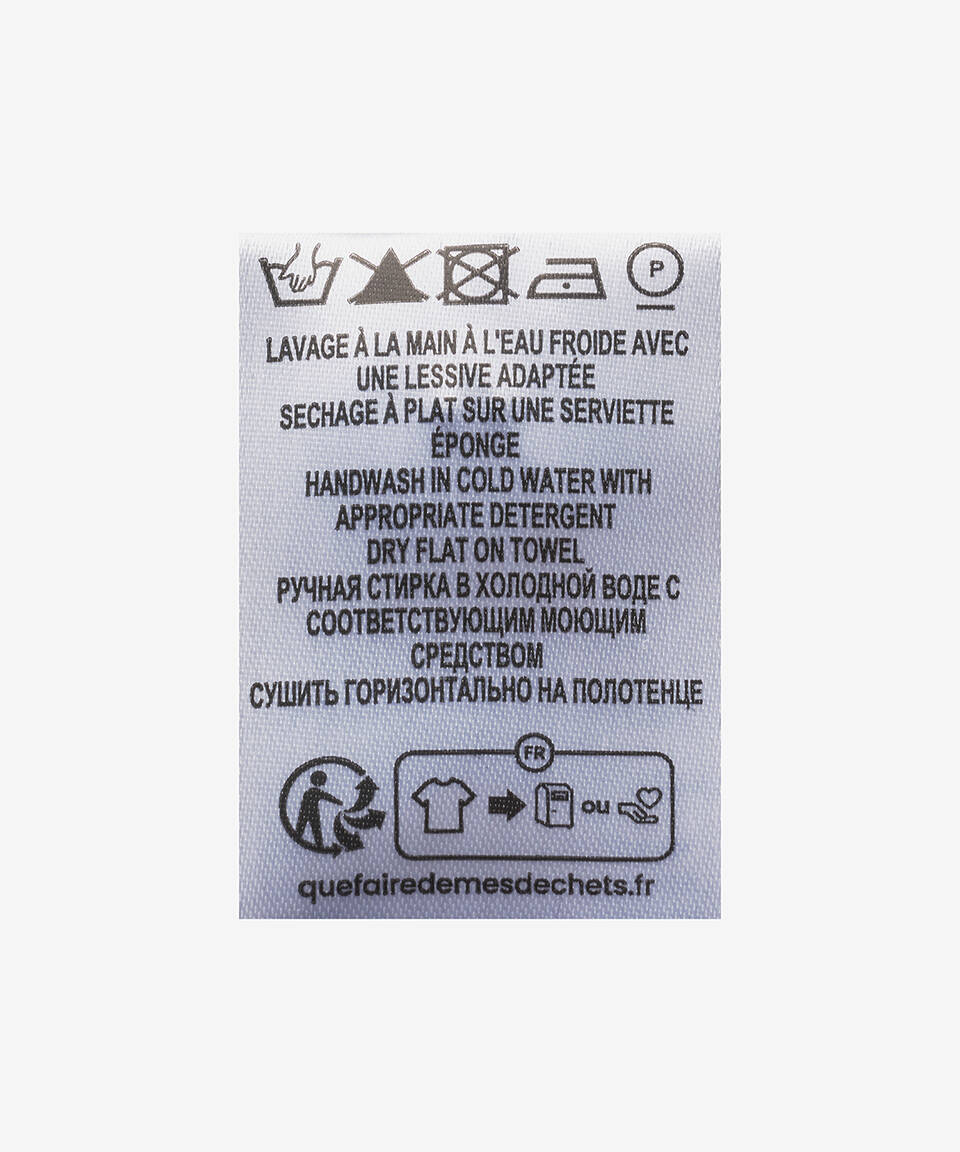 P
LAVAGE À LA MAIN À L'EAU FROIDE AVEC
UNE LESSIVE ADAPTÉE
SECHAGE À PLAT SUR UNE SERVIETTE
ÉPONGE
HANDWASH IN COLD WATER WITH
APPROPRIATE DETERGENT
DRY FLAT ON TOWEL
РУЧНАЯ СТИРКА В ХОЛОДНОЙ ВОДЕ С
СООТВЕТСТВУЮЩИМ МОЮЩИМ
СРЕДСТВОМ
СУШИТЬ ГОРИЗОНТАЛЬНО НА ПОЛОТЕНЦЕ
FR
ou
quefairedemesdechets.fr